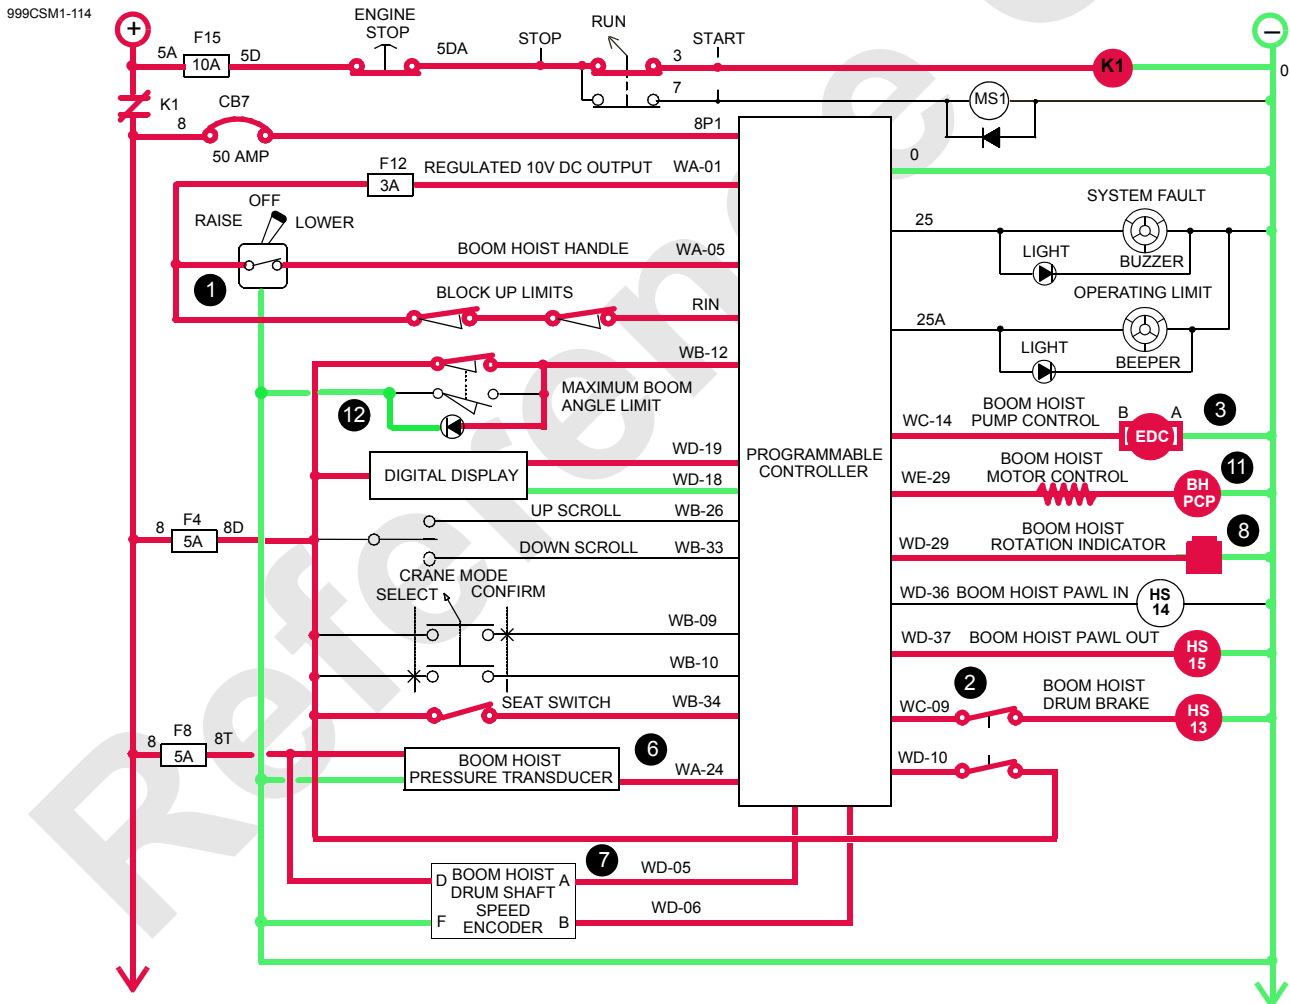 999CSM1-114
ENGINE
STOP
RUN
STOP
START
F15
5A
10A
5D
5DA
3
7
K1
0
+
−
K1
8
CB7
50 AMP
8P1
MS1
F12
3A
REGULATED 10V DC OUTPUT
WA-01
0
OFF
RAISE
LOWER
BOOM HOIST HANDLE
WA-05
1
BLOCK UP LIMITS
RIN
WB-12
MAXIMUM BOOM
ANGLE LIMIT
12
DIGITAL DISPLAY
WD-19
WD-18
UP SCROLL
WB-26
8
F4
5A
8D
DOWN SCROLL
WB-33
CRANE MODE
SELECT
CONFIRM
WB-09
WB-10
SEAT SWITCH
WB-34
8
F8
5A
8T
BOOM HOIST
PRESSURE TRANSDUCER
6
WA-24
PROGRAMMABLE
CONTROLLER
SYSTEM FAULT
25
LIGHT
BUZZER
OPERATING LIMIT
25A
LIGHT
BEEPER
WC-14
BOOM HOIST
PUMP CONTROL
B
A
EDC
3
WE-29
BOOM HOIST
MOTOR CONTROL
BH
PCP
11
WD-29
BOOM HOIST
ROTATION INDICATOR
8
WD-36
BOOM HOIST PAWL IN
HS
14
WD-37
BOOM HOIST PAWL OUT
HS
15
2
WC-09
BOOM HOIST
DRUM BRAKE
HS
13
WD-10
7
D
BOOM HOIST
DRUM SHAFT
SPEED
ENCODER
A
F
B
WD-05
WD-06
Reference